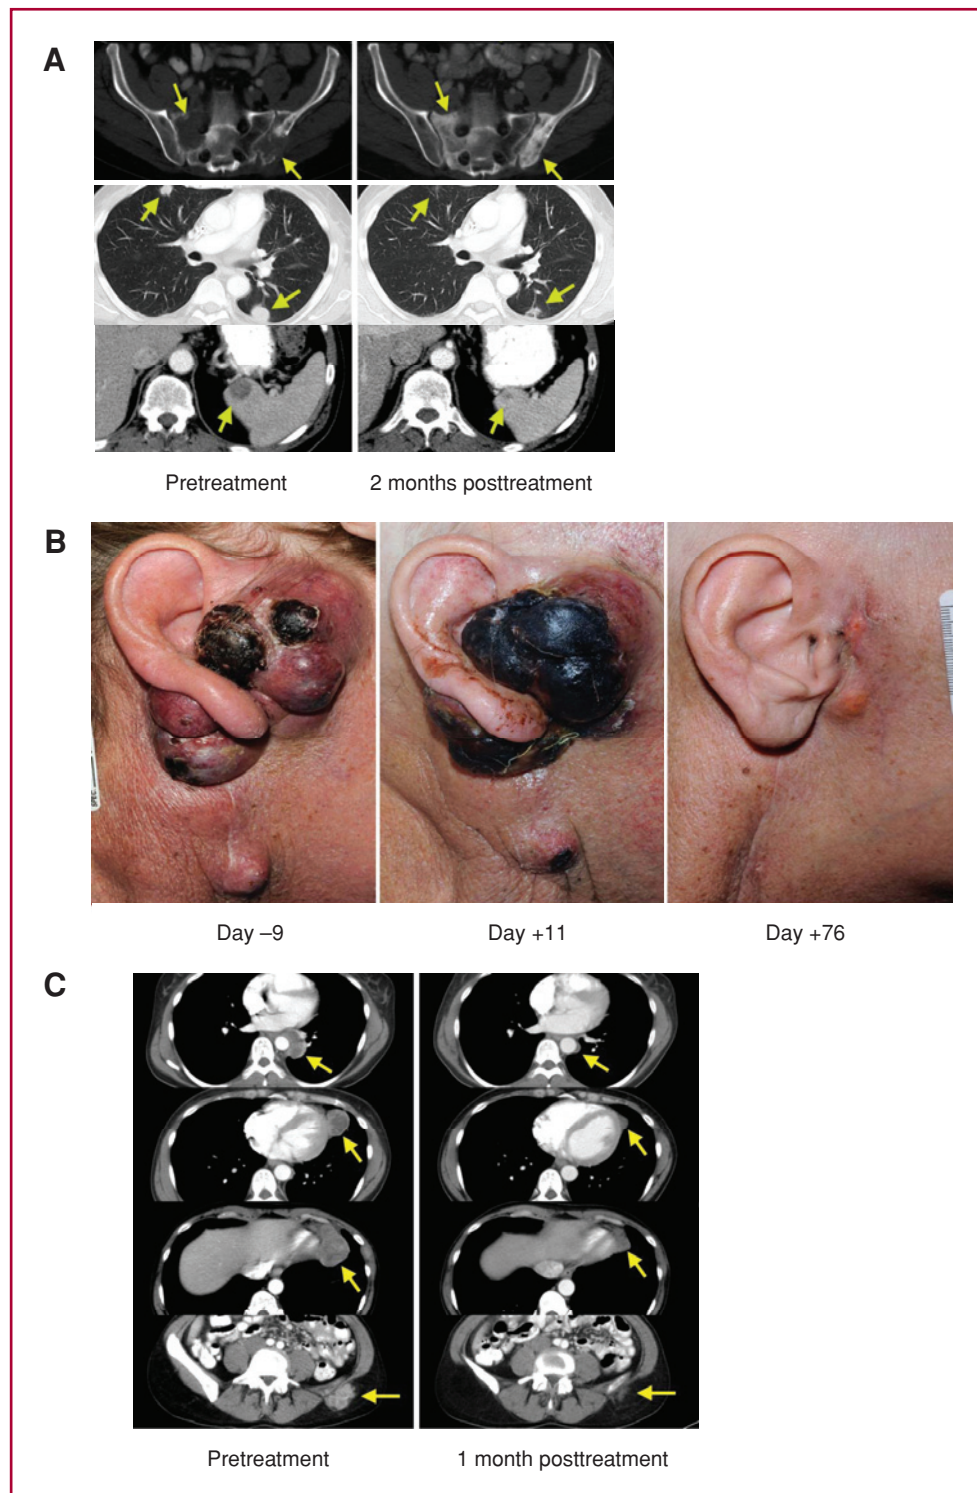 A
Pretreatment
2 months posttreatment
B
Day –9
Day +11
Day +76
C
Pretreatment
1 month posttreatment